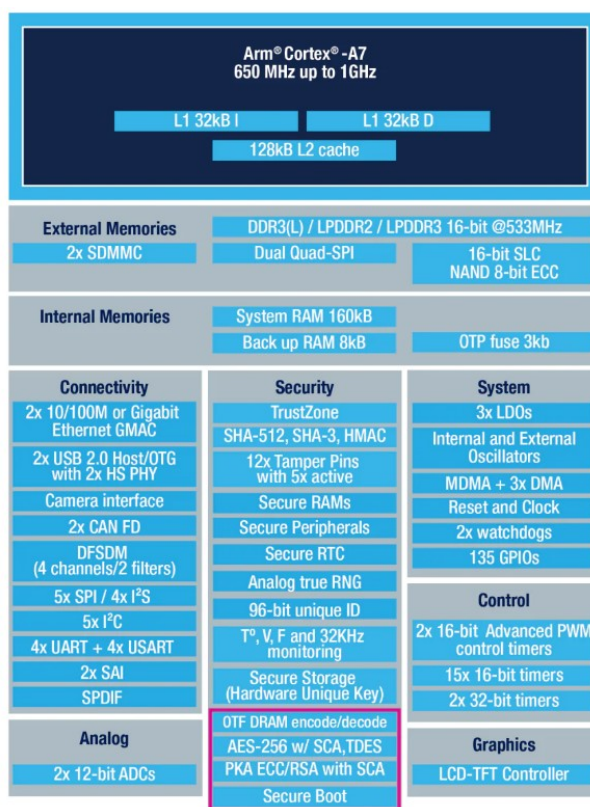 Arm® Cortex® -A7
650 MHz up to 1GHz
L1 32kB I
L1 32kB D
128kB L2 cache
External Memories
DDR3(L) / LPDDR2 / LPDDR3 16-bit @533MHz
2x SDMMC
Dual Quad-SPI
16-bit SLC
NAND 8-bit ECC
Internal Memories
System RAM 160kB
Back up RAM 8kB
OTP fuse 3kb
Connectivity
2x 10/100M or Gigabit
Ethernet GMAC
2x USB 2.0 Host/OTG
with 2x HS PHY
Camera interface
2x CAN FD
DFSDM
(4 channels/2 filters)
5x SPI / 4x I²S
5x I²C
4x UART + 4x USART
2x SAI
SPDIF
Analog
2x 12-bit ADCs
Security
TrustZone
SHA-512, SHA-3, HMAC
12x Tamper Pins
with 5x active
Secure RAMs
Secure Peripherals
Secure RTC
Analog true RNG
96-bit unique ID
Tº, V, F and 32KHz
monitoring
Secure Storage
(Hardware Unique Key)
OTF DRAM encode/decode
AES-256 w/ SCA,TDES
PKA ECC/RSA with SCA
Secure Boot
System
3x LDOs
Internal and External
Oscillators
MDMA + 3x DMA
Reset and Clock
2x watchdogs
135 GPIOs
Control
2x 16-bit Advanced PWM
control timers
15x 16-bit timers
2x 32-bit timers
Graphics
LCD-TFT Controller